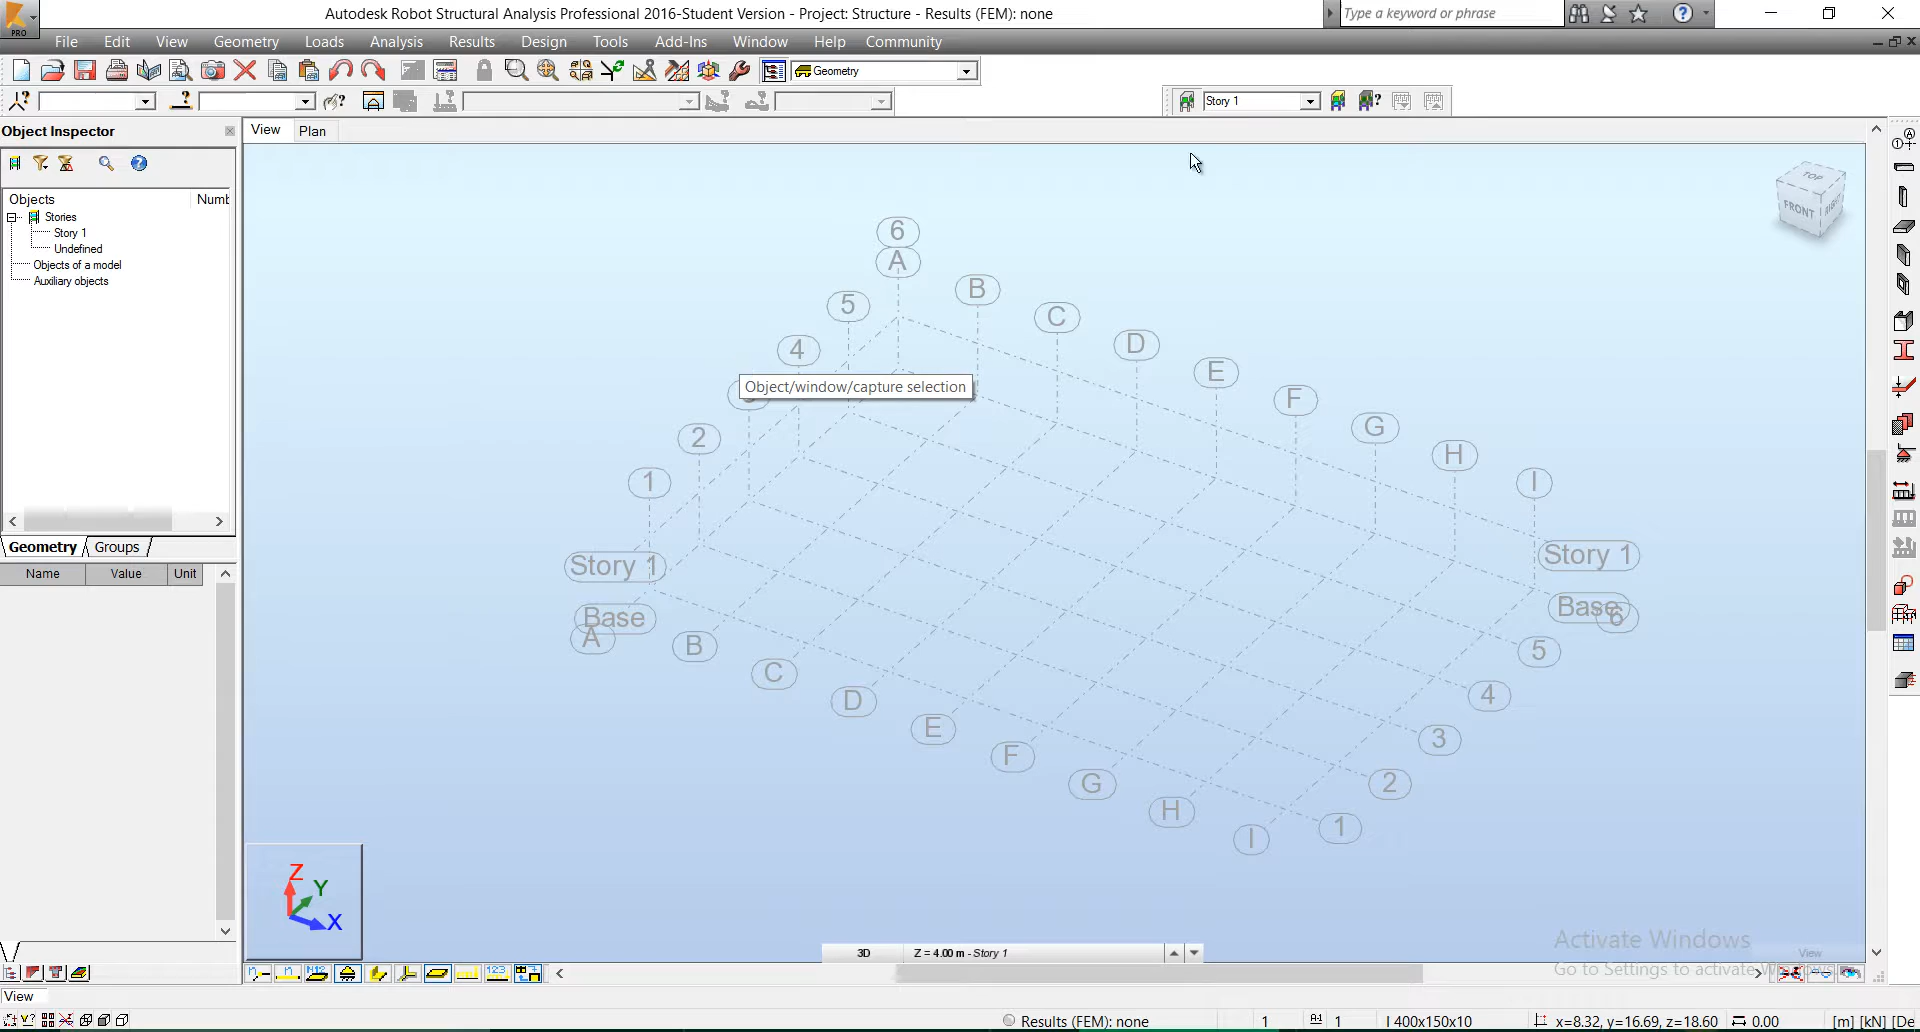 Autodesk Robot Structural Analysis Professional 2016-Student Version - Project: Structure - Results (FEM): none
Type a keyword or phrase
PRO
File Edit View Geometry Loads Analysis Results Design Tools Add-Ins Window Help Community
Geometry
Story 1
Object Inspector
View Plan
Objects Numb
Stories
Story 1
Undefined
Objects of a model
Auxiliary objects
Geometry Groups
Name Value Unit
TOP
FRONT RIGHT
6
A
B
5
C
4
D
E
Object/window/capture selection
F
2
G
H
1
I
Story 1
Story 1
Base
Base
6
A
B
5
C
4
D
E
3
F
G
2
H
1
I
Z
Y
X
3D Z = 4.00 m - Story 1
Activate Windows
Go to Settings to activate Windows.
View
View
Results (FEM): none 1 1 I 400x150x10 x=8.32, y=16.69, z=18.60 0.00 [m] [kN] [De